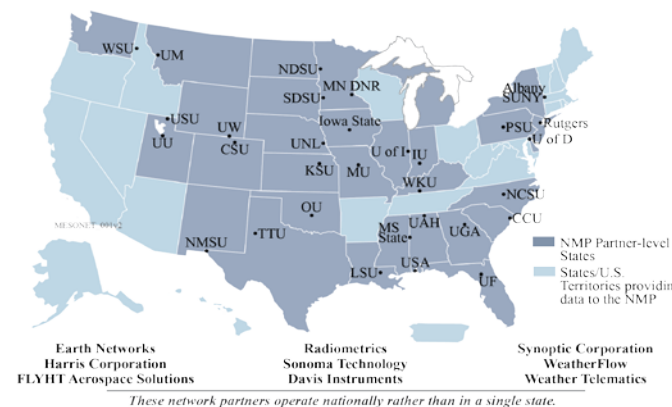 WSU
UM
NDSU
MN DNR
Albany
SUNY
SDSU
USU
Iowa State
PSU
Rutgers
UU
UW
CSU
UNL
U of I
IU
U of D
KSU
MU
WKU
NCSU
OU
CCU
MESONET_001v2
NMSU
TTU
MS
State
UAH
UGA
LSU
USA
UF
NMP Partner-level
States
States/U.S.
Territories providin
data to the NMP
Earth Networks
Harris Corporation
FLYHT Aerospace Solutions
Radiometrics
Sonoma Technology
Davis Instruments
Synoptic Corporation
WeatherFlow
Weather Telematics
These network partners operate nationally rather than in a single state.